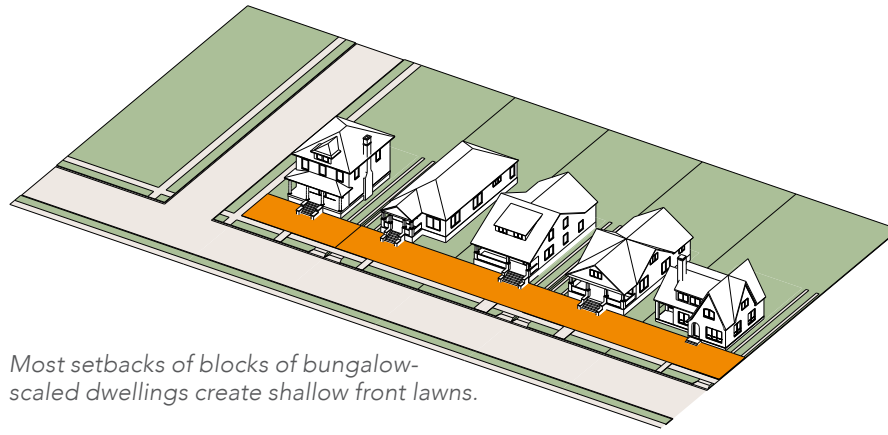 Most setbacks of blocks of bungalow-
scaled dwellings create shallow front lawns.